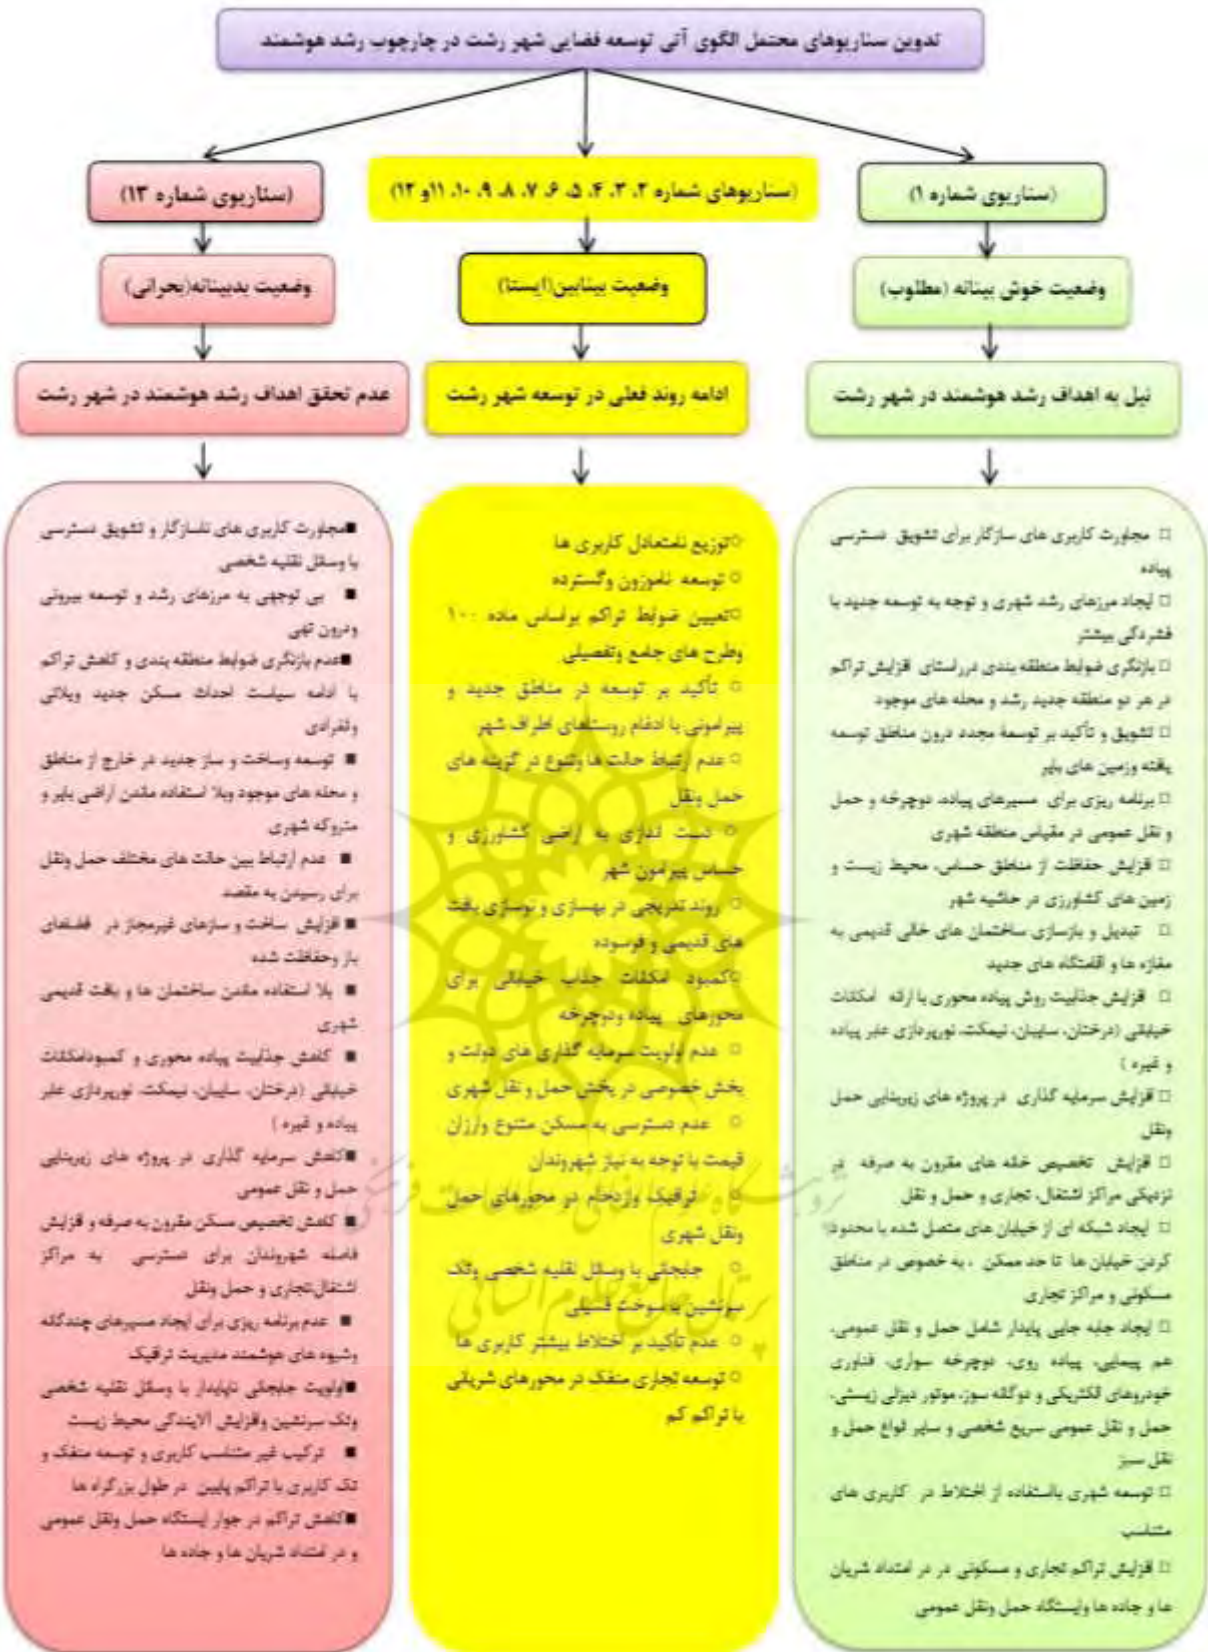 تدوین سناریوهای محتمل الگوی آتی توسعه فضایی شهر رشت در چارچوب رشد هوشمند
(سناریوی شماره ۱)
وضعیت خوش بینانه (مطلوب)
نیل به اهداف رشد هوشمند در شهر رشت
□ مجاورت کاربری های سازگار برای تشویق دسترسی
پیاده
□ ایجاد مرزهای رشد شهری و توجه به توسعه جدید با
فشردگی بیشتر
□ بازنگری ضوابط منطقه بندی درراستای افزایش تراکم
در هر دو منطقه جدید رشد و محله های موجود
□ تشویق و تأکید بر توسعۀ مجدد درون مناطق توسعه
یافته وزمین های بایر
□ برنامه ریزی برای مسیرهای پیاده، دوچرخه و حمل
و نقل عمومی در مقیاس منطقه شهری
□ افزایش حفاظت از مناطق حساس، محیط زیست و
زمین های کشاورزی در حاشیه شهر
□ تبدیل و بازسازی ساختمان های خالی قدیمی به
مغازه ها و اقامتگاه های جدید
□ افزایش جذابیت روش پیاده محوری با ارائه امکانات
خیابانی (درختان، سایبان، نیمکت، نورپردازی عابر پیاده
و غیره )
□ افزایش سرمایه گذاری در پروژه های زیربنایی حمل
ونقل
□ افزایش تخصیص خانه های مقرون به صرفه در
نزدیکی مراکز اشتغال، تجاری و حمل و نقل
□ ایجاد شبکه ای از خیابان های متصل شده با محدود
کردن خیابان ها تا حد ممکن ، به خصوص در مناطق
مسکونی و مراکز تجاری
□ ایجاد جابه جایی پایدار شامل حمل و نقل عمومی،
هم پیمایی، پیاده روی، دوچرخه سواری، فناوری
خودروهای الکتریکی و دوگانه سوز، موتور دیزلی زیستی،
حمل و نقل عمومی سریع شخصی و سایر انواع حمل و
نقل سبز
□ توسعه شهری بااستفاده از اختلاط در کاربری های
متناسب
□ افزایش تراکم تجاری و مسکونی در در امتداد شریان
ها و جاده ها وایستگاه حمل ونقل عمومی
(سناریوهای شماره ۲، ۳، ۴، ۵، ۶، ۷، ۸، ۹، ۱۰، ۱۱و ۱۲)
وضعیت بینابین(ایستا)
ادامه روند فعلی در توسعه شهر رشت
○توزیع نامتعادل کاربری ها
○ توسعه ناموزون وگسترده
○تعیین ضوابط تراکم براساس ماده ۱۰۰
وطرح های جامع وتفصیلی
○ تأکید بر توسعه در مناطق جدید و
پیرامونی با ادغام روستاهای اطراف شهر
○ عدم ارتباط حالت ها وتنوع در گزینه های
حمل ونقل
○ دست اندازی به اراضی کشاورزی و
حساس پیرامون شهر
○ روند تدریجی در بهسازی و نوسازی بافت
های قدیمی و فرسوده
○کمبود امکانات جذاب خیابانی برای
محورهای پیاده ودوچرخه
○ عدم اولویت سرمایه گذاری های دولت و
بخش خصوصی در بخش حمل و نقل شهری
○ عدم دسترسی به مسکن متنوع وارزان
قیمت با توجه به نیاز شهروندان
○ ترافیک وازدحام در محورهای حمل
ونقل شهری
○ جابجائی با وسائل نقلیه شخصی وتک
سرنشین با سوخت فسیلی
○ عدم تأکید بر اختلاط بیشتر کاربری ها
○ توسعه تجاری منفک در محورهای شریانی
با تراکم کم
(سناریوی شماره ۱۳)
وضعیت بدبینانه(بحرانی)
عدم تحقق اهداف رشد هوشمند در شهر رشت
■مجاورت کاربری های ناسازگار و تشویق دسترسی
با وسائل نقلیه شخصی
■ بی توجهی به مرزهای رشد و توسعه بیرونی
ودرون تهی
■عدم بازنگری ضوابط منطقه بندی و کاهش تراکم
با ادامه سیاست احداث مسکن جدید ویلائی
وانفرادی
■ توسعه وساخت و ساز جدید در خارج از مناطق
و محله های موجود وبلا استفاده ماندن اراضی بایر و
متروکه شهری
■ عدم ارتباط بین حالت های مختلف حمل ونقل
برای رسیدن به مقصد
■ افزایش ساخت و سازهای غیرمجاز در فضاهای
باز وحفاظت شده
■ بلا استفاده ماندن ساختمان ها و بافت قدیمی
شهری
■ کاهش جذابیت پیاده محوری و کمبودامکانات
خیابانی (درختان، سایبان، نیمکت، نورپردازی عابر
پیاده و غیره )
■کاهش سرمایه گذاری در پروژه های زیربنایی
حمل و نقل عمومی
■ کاهش تخصیص مسکن مقرون به صرفه و افزایش
فاصله شهروندان برای دسترسی به مراکز
اشتغال،تجاری و حمل ونقل
■ عدم برنامه ریزی برای ایجاد مسیرهای چندگانه
وشیوه های هوشمند مدیریت ترافیک
■اولویت جابجائی ناپایدار با وسائل نقلیه شخصی
وتک سرنشین وافزایش آلایندگی محیط زیست
■ ترکیب غیر متناسب کاربری و توسعه منفک و
تک کاربری با تراکم پایین در طول بزرگراه ها
■کاهش تراکم در جوار ایستگاه حمل ونقل عمومی
و در امتداد شریان ها و جاده ها
پژوهشگاه علوم انسانی و مطالعات فرهنگی
پرتال جامع علوم انسانی